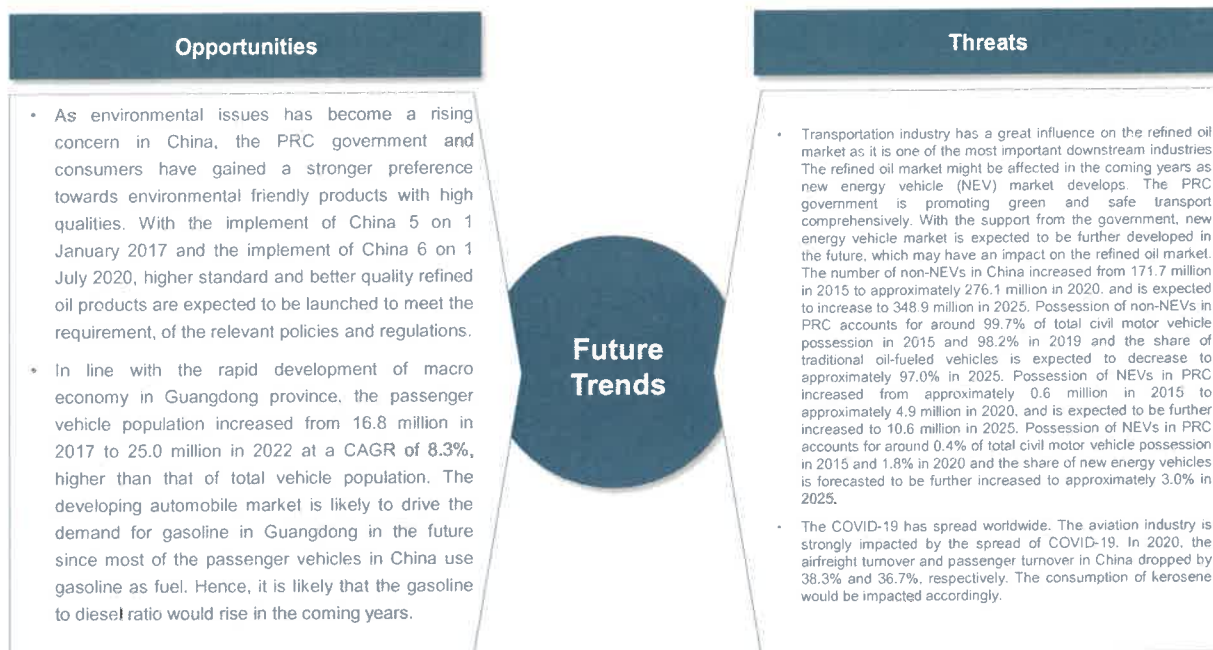 Opportunities
As environmental issues has become a rising
concern in China, the PRC government and
consumers have gained a stronger preference
towards environmental friendly products with high
qualities. With the implement of China 5 on 1
January 2017 and the implement of China 6 on 1
July 2020, higher standard and better quality refined
oil products are expected to be launched to meet the
requirement, of the relevant policies and regulations.
In line with the rapid development of macro
economy in Guangdong province, the passenger
vehicle population increased from 16.8 million in
2017 to 25.0 million in 2022 at a CAGR of 8.3%,
higher than that of total vehicle population. The
developing automobile market is likely to drive the
demand for gasoline in Guangdong in the future
since most of the passenger vehicles in China use
gasoline as fuel. Hence, it is likely that the gasoline
to diesel ratio would rise in the coming years.
Future
Trends
Threats
Transportation industry has a great influence on the refined oil
market as it is one of the most important downstream industries
The refined oil market might be affected in the coming years as
new energy vehicle (NEV) market develops. The PRC
government is promoting green and safe transport
comprehensively. With the support from the government, new
energy vehicle market is expected to be further developed in
the future, which may have an impact on the refined oil market.
The number of non-NEVs in China increased from 171.7 million
in 2015 to approximately 276.1 million in 2020, and is expected
to increase to 348.9 million in 2025. Possession of non-NEVs in
PRC accounts for around 99.7% of total civil motor vehicle
possession in 2015 and 98.2% in 2019 and the share of
traditional oil-fueled vehicles is expected to decrease to
approximately 97.0% in 2025. Possession of NEVs in PRC
increased from approximately 0.6 million in 2015 to
approximately 4.9 million in 2020, and is expected to be further
increased to 10.6 million in 2025. Possession of NEVs in PRC
accounts for around 0.4% of total civil motor vehicle possession
in 2015 and 1.8% in 2020 and the share of new energy vehicles
is forecasted to be further increased to approximately 3.0% in
2025.
The COVID-19 has spread worldwide. The aviation industry is
strongly impacted by the spread of COVID-19. In 2020, the
airfreight turnover and passenger turnover in China dropped by
38.3% and 36.7%, respectively. The consumption of kerosene
would be impacted accordingly.